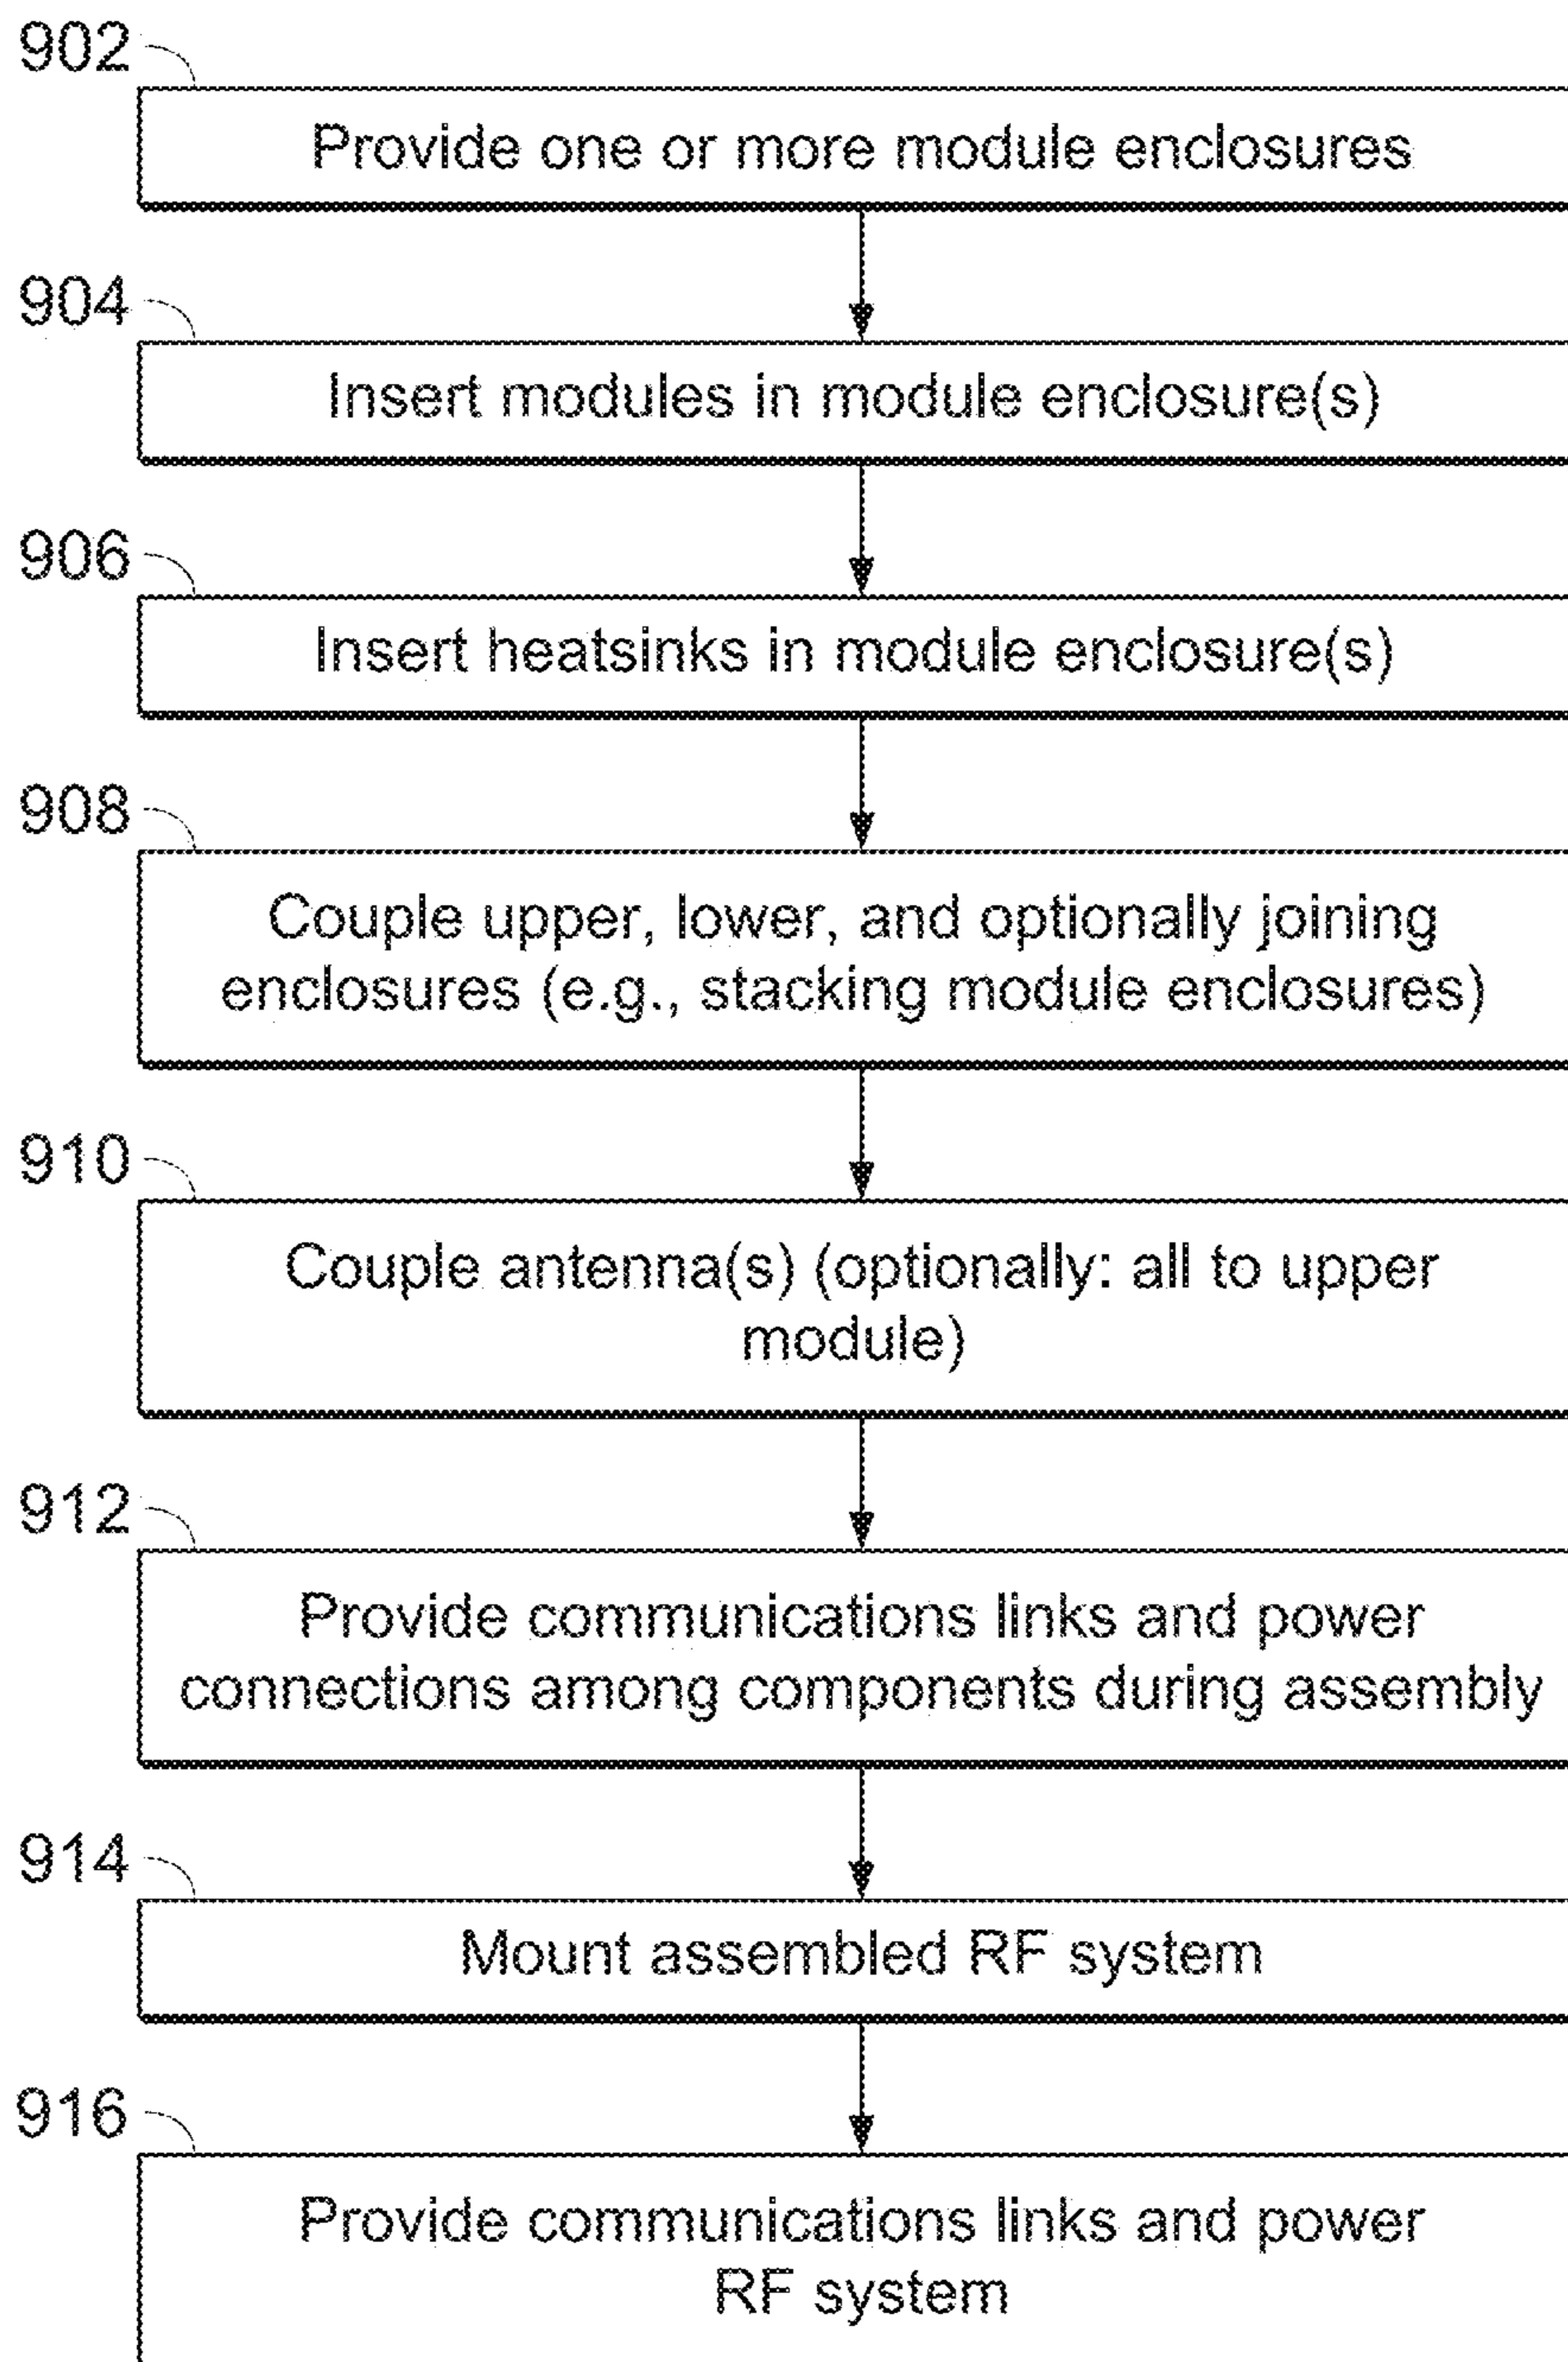 902
Provide one or more module enclosures
904
Insert modules in module enclosure(s)
906
Insert heatsinks in module enclosure(s)
908
Couple upper, lower, and optionally joining
enclosures (e.g., stacking module enclosures)
910
Couple antenna(s) (optionally: all to upper
module)
912
Provide communications links and power
connections among components during assembly
914
Mount assembled RF system
916
Provide communications links and power
RF system